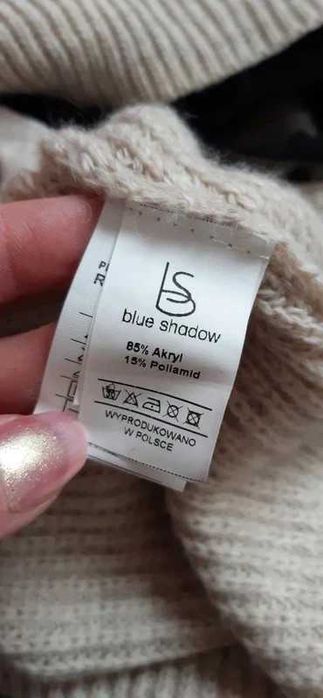 blue shadow
85% Akryl
15% Poliamid
WYPRODUKOWANO
W POLSCE